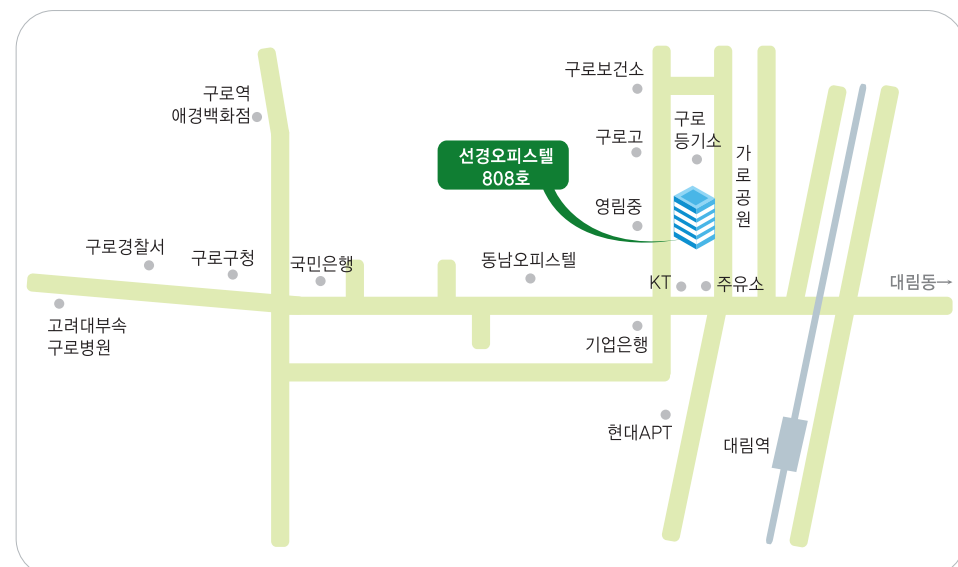 구로보건소
구로역
애경백화점
구로
등기소
구로고
가로공원
선경오피스텔
808호
영림중
구로경찰서
구로구청
국민은행
동남오피스텔
KT
주유소
대림동→
고려대부속
구로병원
기업은행
현대APT
대림역